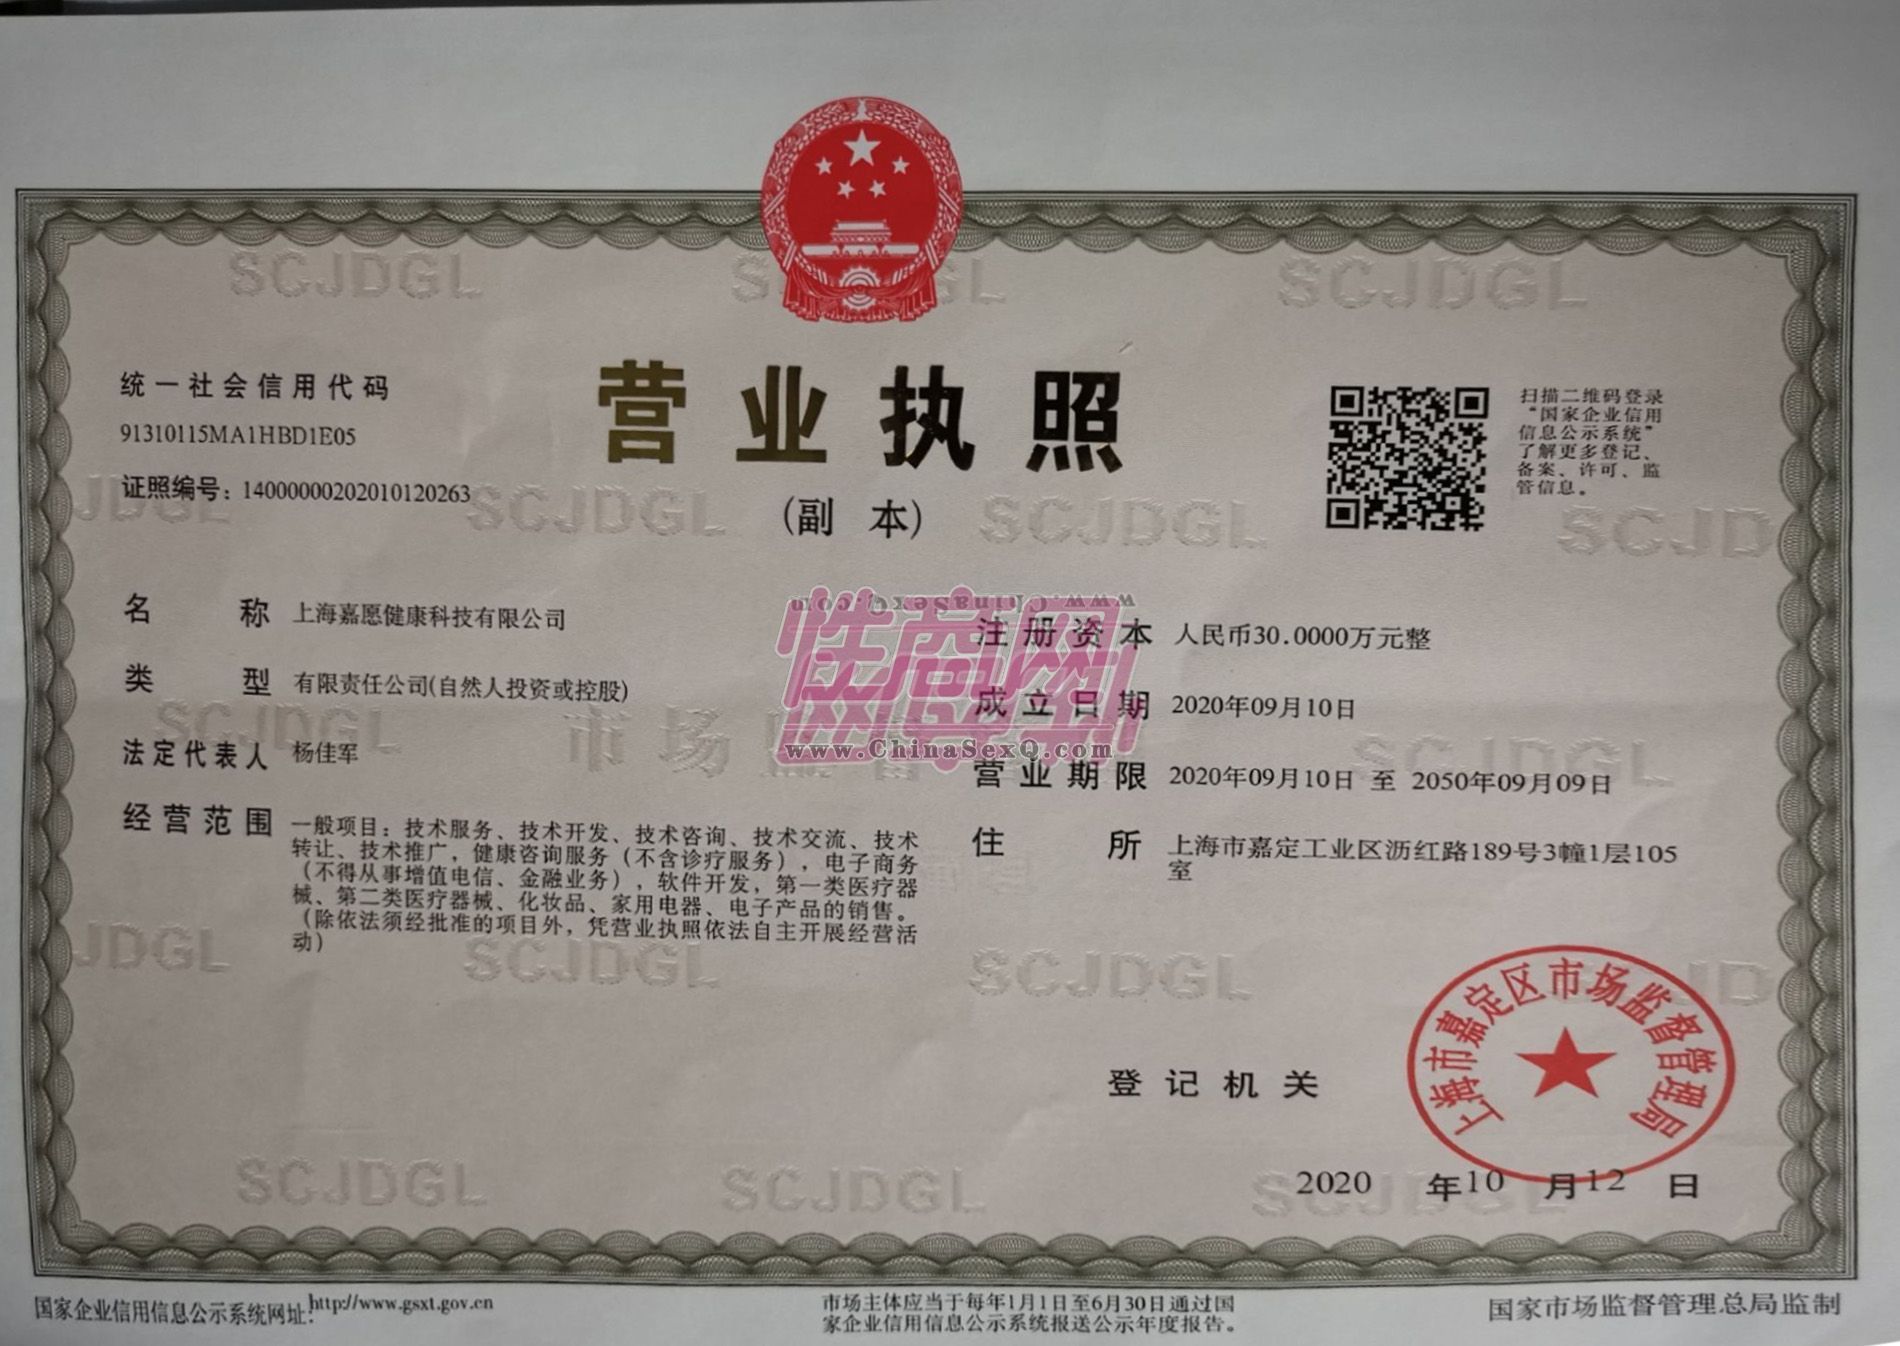 统一社会信用代码
91310115MA1HBD1E05
证照编号：14000000202010120263
营业执照
（副 本）
扫描二维码登录
“国家企业信用
信息公示系统”
了解更多登记、
备案、许可、监
管信息。
名 称 上海嘉愿健康科技有限公司
类 型 有限责任公司(自然人投资或控股)
法定代表人 杨佳军
经营范围 一般项目：技术服务、技术开发、技术咨询、技术交流、技术
转让、技术推广，健康咨询服务（不含诊疗服务），电子商务
（不得从事增值电信、金融业务），软件开发，第一类医疗器
械、第二类医疗器械、化妆品、家用电器、电子产品的销售。
（除依法须经批准的项目外，凭营业执照依法自主开展经营活
动）
注册资本 人民币30.0000万元整
成立日期 2020年09月10日
营业期限 2020年09月10日 至 2050年09月09日
住 所 上海市嘉定工业区沥红路189号3幢1层105
室
性商网
www.ChinaSexQ.com
登记机关
上海市嘉定区市场监督管理局
2020 年10 月12 日
SCJDGL
国家企业信用信息公示系统网址：http://www.gsxt.gov.cn
市场主体应当于每年1月1日至6月30日通过国
家企业信用信息公示系统报送公示年度报告。
国家市场监督管理总局监制